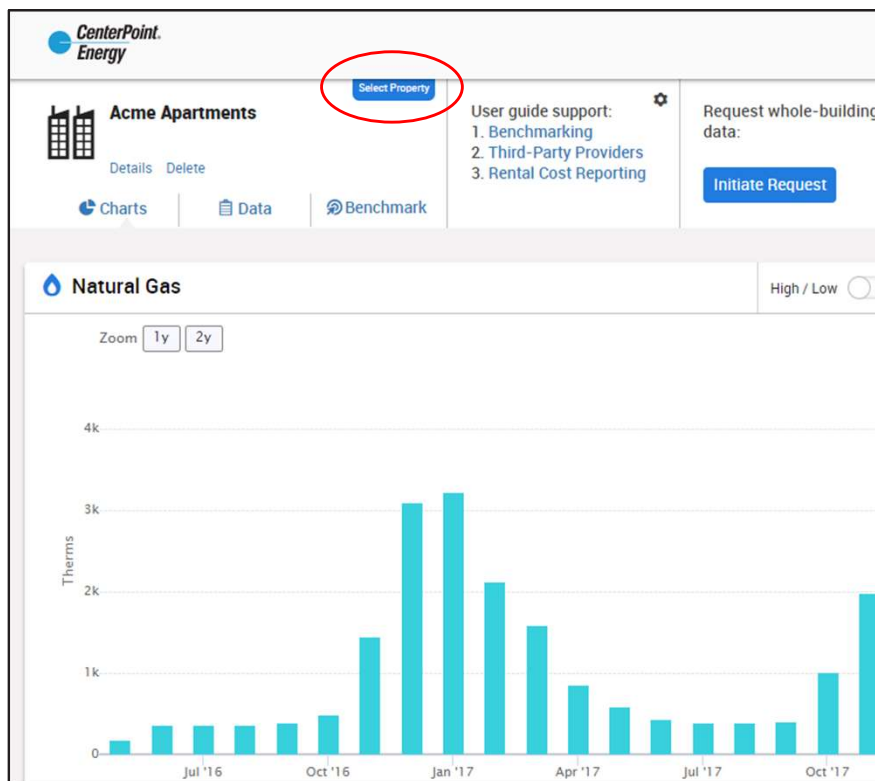 CenterPoint.
Energy
Select Property
Acme Apartments
Details Delete
Charts Data Benchmark
User guide support:
1. Benchmarking
2. Third-Party Providers
3. Rental Cost Reporting
Request whole-building
data:
Initiate Request
Natural Gas
High / Low
Zoom 1y 2y
4k
3k
2k
1k
0
Therms
Jul '16 Oct '16 Jan '17 Apr '17 Jul '17 Oct '17